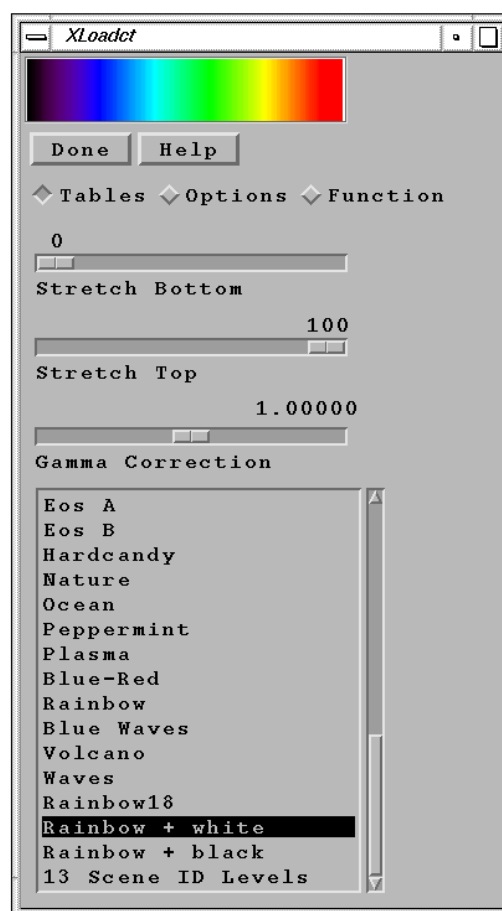 XLoadct
Done Help
Tables Options Function
0
Stretch Bottom
100
Stretch Top
1.00000
Gamma Correction
Eos A
Eos B
Hardcandy
Nature
Ocean
Peppermint
Plasma
Blue-Red
Rainbow
Blue Waves
Volcano
Waves
Rainbow18
Rainbow + white
Rainbow + black
13 Scene ID Levels